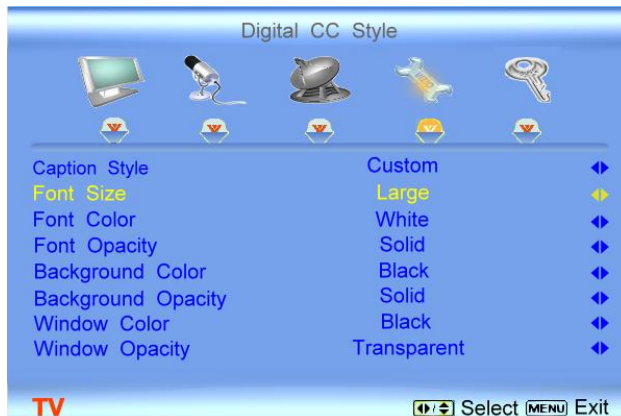 Digital CC Style
Caption Style Custom
Font Size Large
Font Color White
Font Opacity Solid
Background Color Black
Background Opacity Solid
Window Color Black
Window Opacity Transparent
TV Select MENU Exit